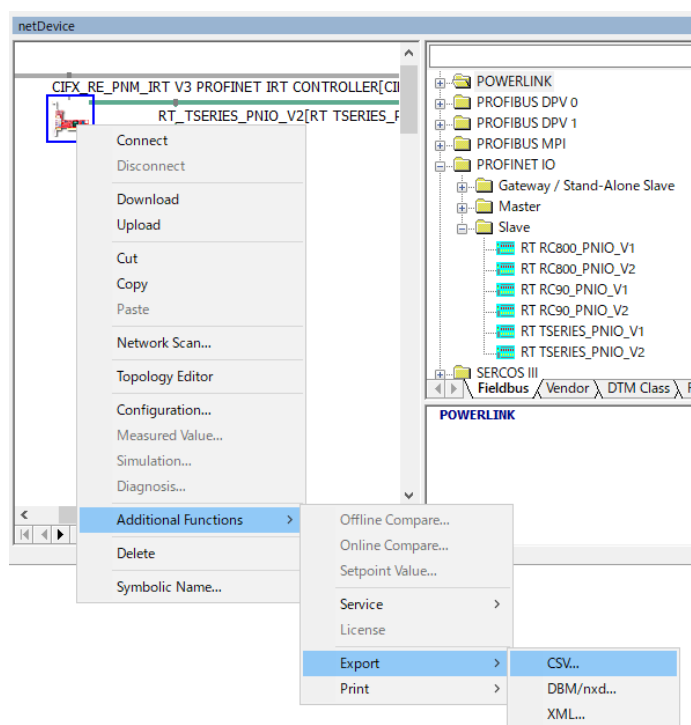 netDevice
CIFX_RE_PNM_IRT V3 PROFINET IRT CONTROLLER[CI
RT_TSERIES_PNIO_V2[RT TSERIES_P
Connect
Disconnect
Download
Upload
Cut
Copy
Paste
Network Scan...
Topology Editor
Configuration...
Measured Value...
Simulation...
Diagnosis...
Additional Functions
Delete
Symbolic Name...
Offline Compare...
Online Compare...
Setpoint Value...
Service
License
Export
Print
CSV...
DBM/nxd...
XML...
POWERLINK
PROFIBUS DPV 0
PROFIBUS DPV 1
PROFIBUS MPI
PROFINET IO
Gateway / Stand-Alone Slave
Master
Slave
RT RC800_PNIO_V1
RT RC800_PNIO_V2
RT RC90_PNIO_V1
RT RC90_PNIO_V2
RT TSERIES_PNIO_V1
RT TSERIES_PNIO_V2
SERCOS III
Fieldbus Vendor DTM Class
POWERLINK